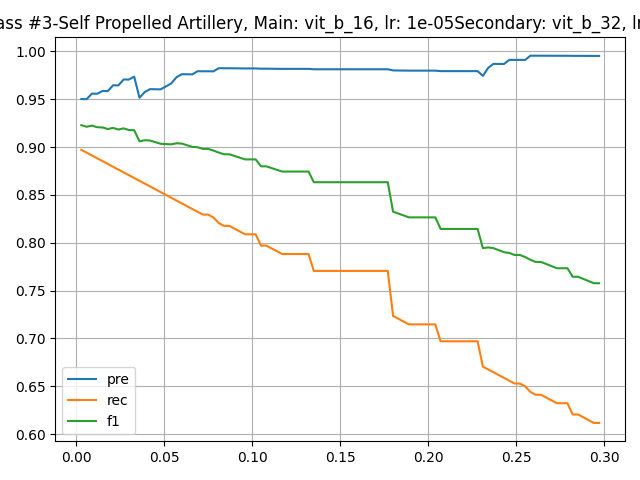 ass #3-Self Propelled Artillery, Main: vit_b_16, lr: 1e-05Secondary: vit_b_32, lr
1.00
0.95
0.90
0.85
0.80
0.75
0.70
0.65
0.60
pre
rec
f1
0.00 0.05 0.10 0.15 0.20 0.25 0.30